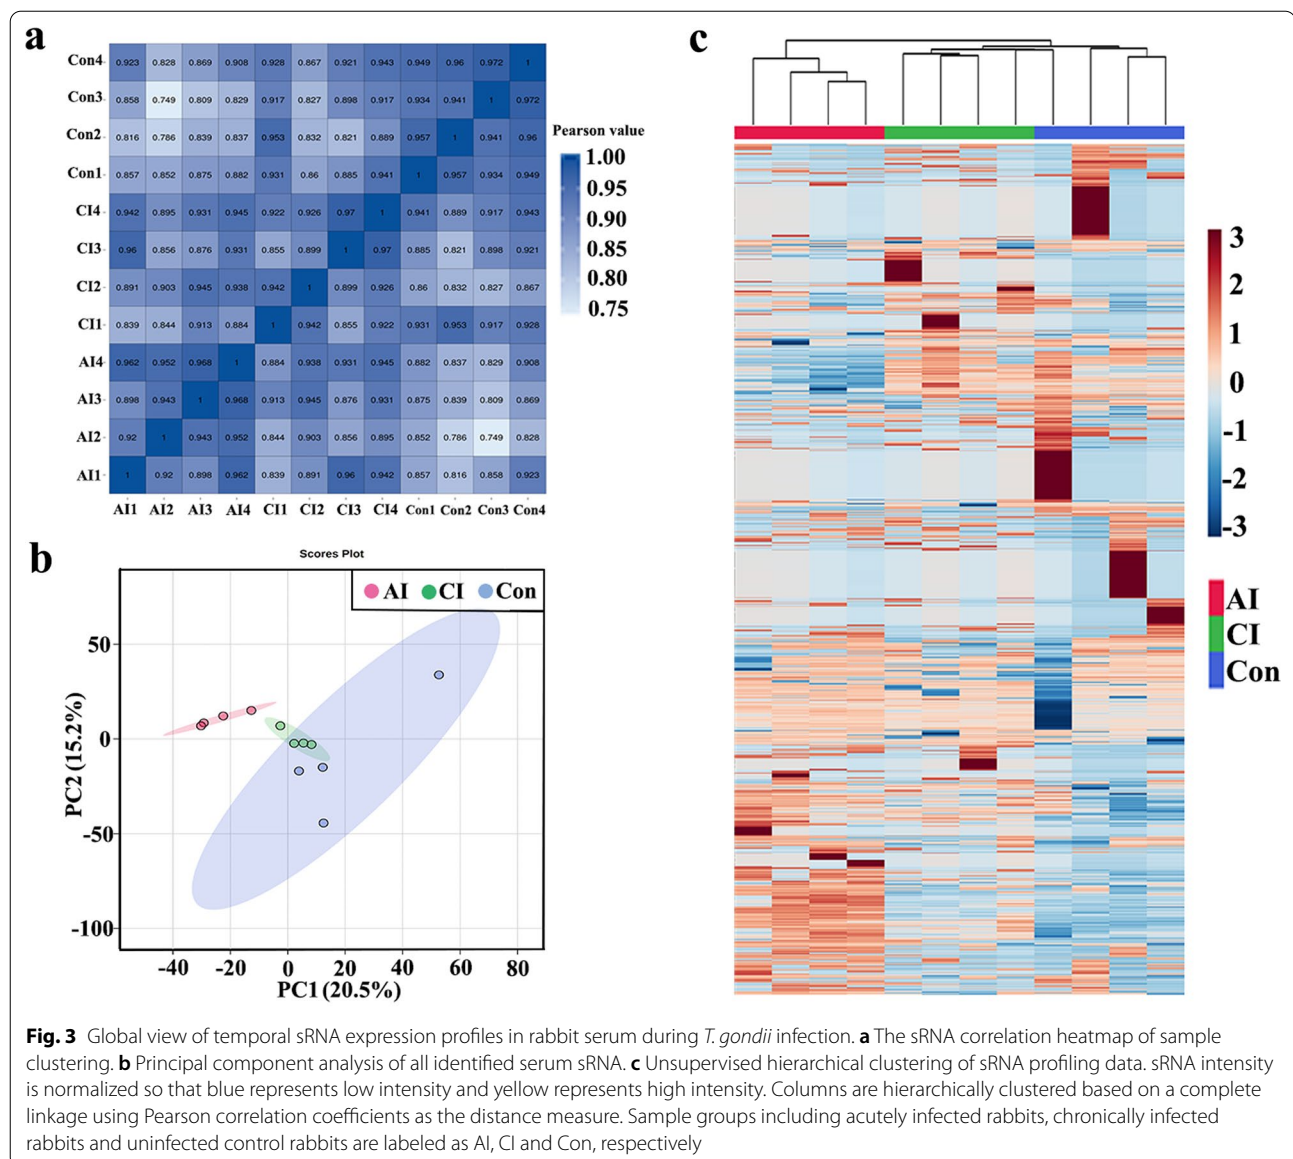 a
Con4 0.923 0.828 0.869 0.908 0.928 0.867 0.921 0.943 0.949 0.96 0.972 1
Con3 0.858 0.749 0.809 0.829 0.917 0.827 0.898 0.917 0.934 0.941 1 0.972
Con2 0.816 0.786 0.839 0.837 0.953 0.832 0.821 0.889 0.957 1 0.941 0.96
Con1 0.857 0.852 0.875 0.882 0.931 0.86 0.885 0.941 1 0.957 0.934 0.949
CI4 0.942 0.895 0.931 0.945 0.922 0.926 0.97 1 0.941 0.889 0.917 0.943
CI3 0.96 0.856 0.876 0.931 0.855 0.899 1 0.97 0.885 0.821 0.898 0.921
CI2 0.891 0.903 0.945 0.938 0.942 1 0.899 0.926 0.86 0.832 0.827 0.867
CI1 0.839 0.844 0.913 0.884 1 0.942 0.855 0.922 0.931 0.953 0.917 0.928
AI4 0.962 0.952 0.968 1 0.884 0.938 0.931 0.945 0.882 0.837 0.829 0.908
AI3 0.898 0.943 1 0.968 0.913 0.945 0.876 0.931 0.875 0.839 0.809 0.869
AI2 0.92 1 0.943 0.952 0.844 0.903 0.856 0.895 0.852 0.786 0.749 0.828
AI1 1 0.92 0.898 0.962 0.839 0.891 0.96 0.942 0.857 0.816 0.858 0.923
AI1 AI2 AI3 AI4 CI1 CI2 CI3 CI4 Con1 Con2 Con3 Con4
Pearson value
1.00
0.95
0.90
0.85
0.80
0.75
b
Scores Plot
AI CI Con
PC2 (15.2%)
50
0
-50
-100
-40 -20 0 20 40 60 80
PC1 (20.5%)
c
3
2
1
0
-1
-2
-3
AI
CI
Con
Fig. 3 Global view of temporal sRNA expression profiles in rabbit serum during T. gondii infection. a The sRNA correlation heatmap of sample
clustering. b Principal component analysis of all identified serum sRNA. c Unsupervised hierarchical clustering of sRNA profiling data. sRNA intensity
is normalized so that blue represents low intensity and yellow represents high intensity. Columns are hierarchically clustered based on a complete
linkage using Pearson correlation coefficients as the distance measure. Sample groups including acutely infected rabbits, chronically infected
rabbits and uninfected control rabbits are labeled as AI, CI and Con, respectively